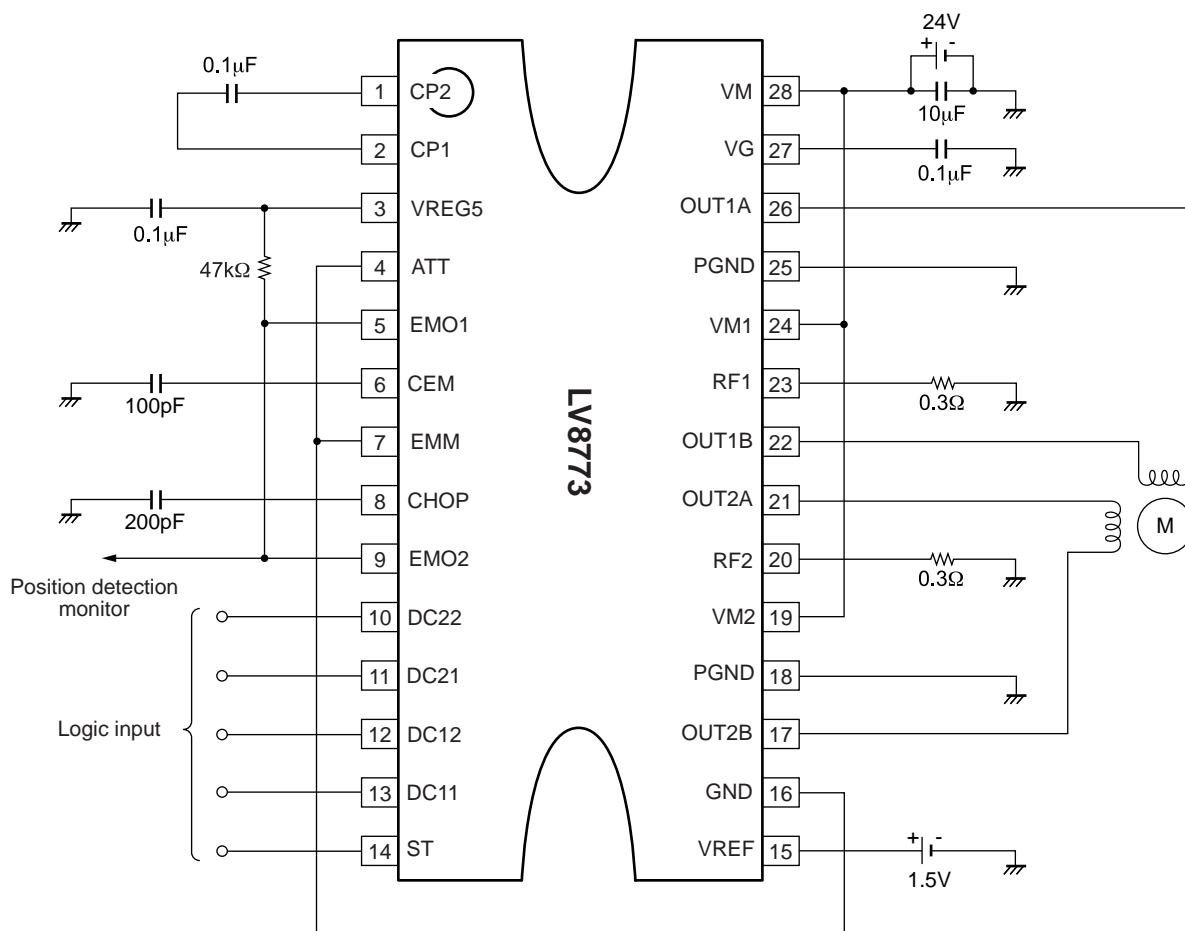 24V
+ -
0.1µF
1 CP2
VM 28
10µF
2 CP1
VG 27
0.1µF
3 VREG5
OUT1A 26
0.1µF
47kΩ
4 ATT
PGND 25
5 EMO1
VM1 24
6 CEM
RF1 23
100pF
0.3Ω
7 EMM
OUT1B 22
LV8773
8 CHOP
OUT2A 21
200pF
M
9 EMO2
RF2 20
0.3Ω
Position detection
monitor
10 DC22
VM2 19
11 DC21
PGND 18
Logic input
12 DC12
OUT2B 17
13 DC11
GND 16
14 ST
VREF 15
+ -
1.5V